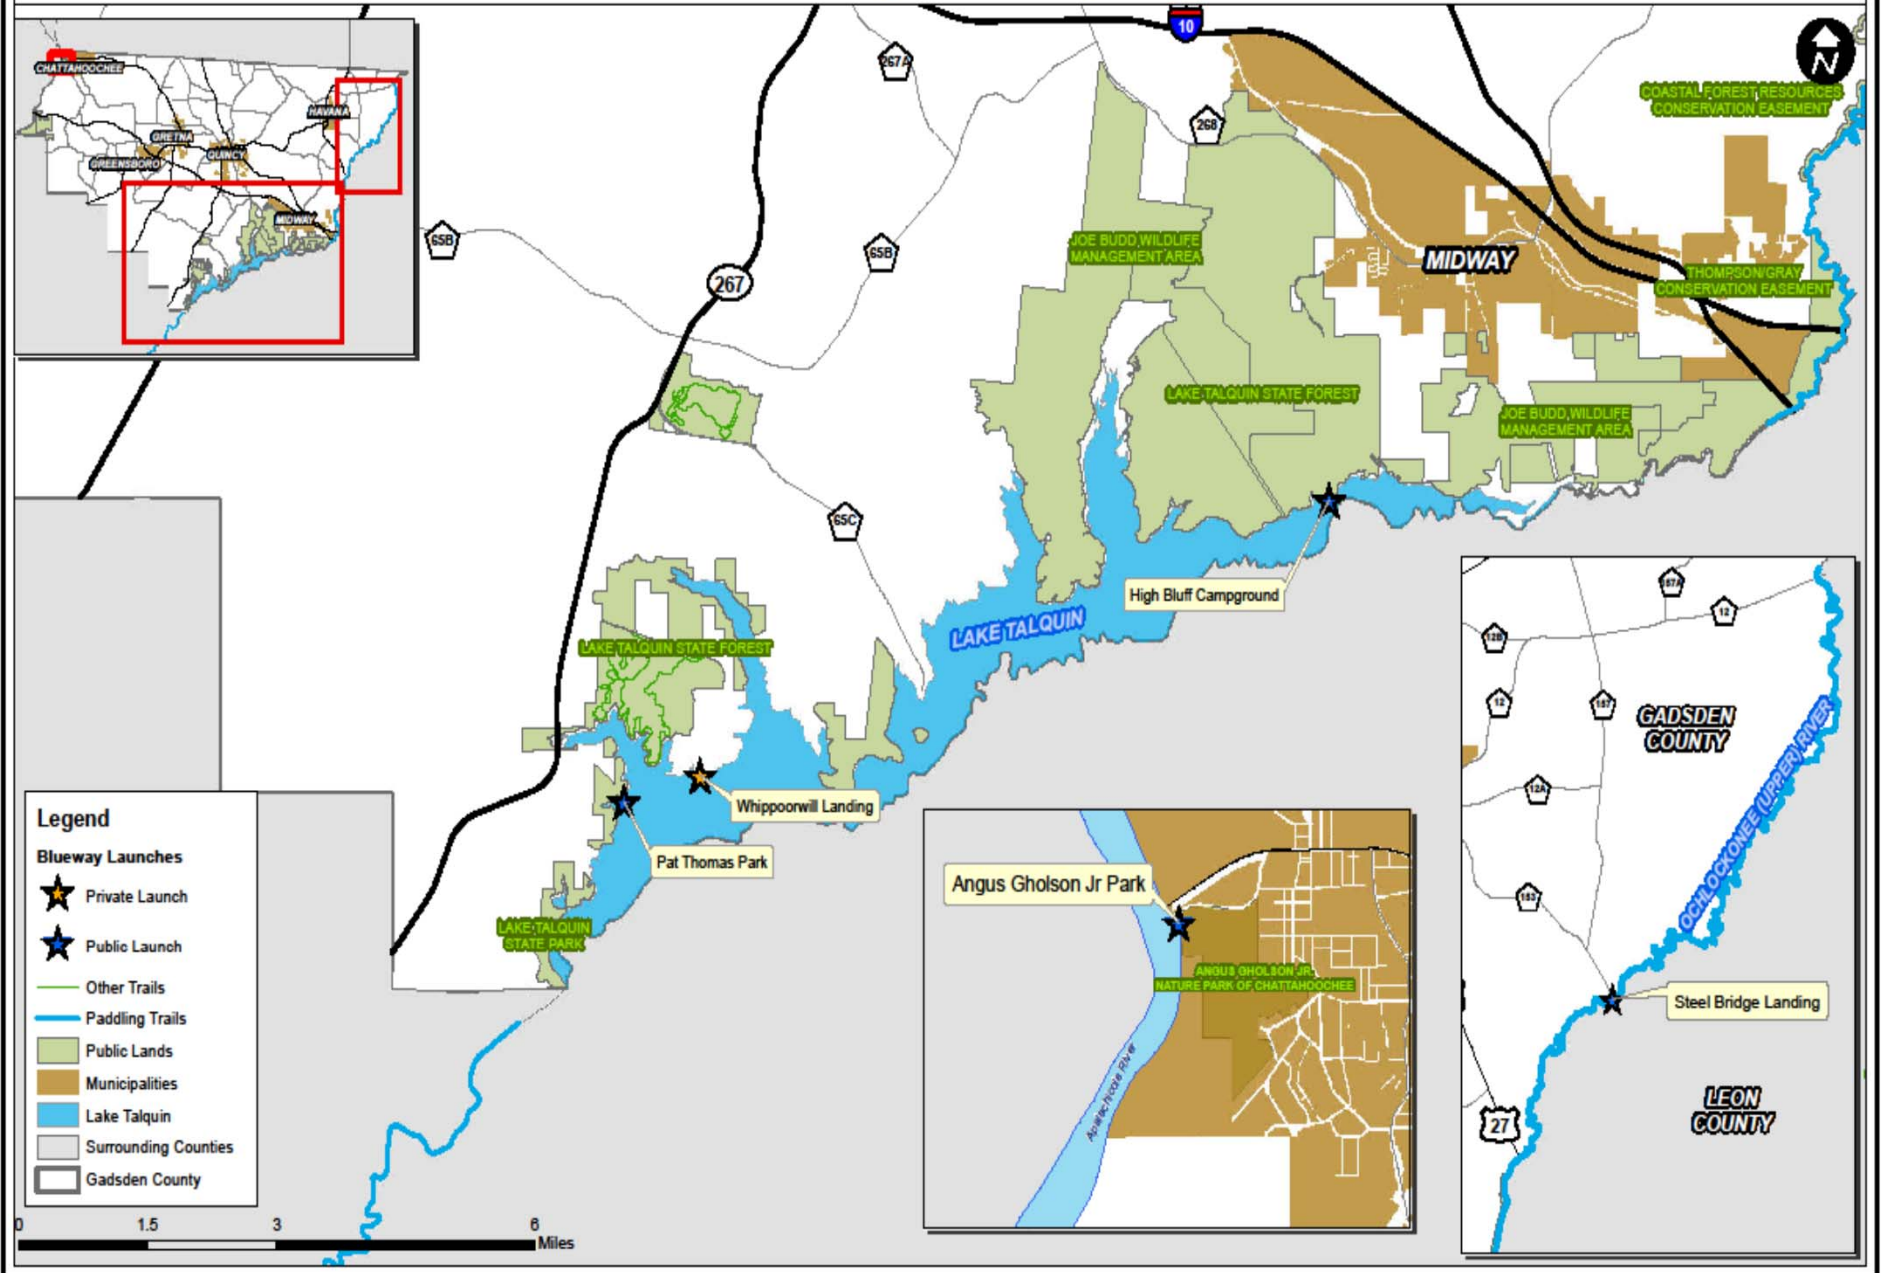 CHATTAHOOCHEE
HAVANA
GRETNA
GREENSBORO
QUINCY
MIDWAY
10
N
267A
268
COASTAL FOREST RESOURCES
CONSERVATION EASEMENT
65B
65B
267
JOE BUDD WILDLIFE
MANAGEMENT AREA
MIDWAY
THOMPSON/GRAY
CONSERVATION EASEMENT
LAKE TALQUIN STATE FOREST
JOE BUDD WILDLIFE
MANAGEMENT AREA
65C
High Bluff Campground
LAKE TALQUIN
LAKE TALQUIN STATE FOREST
Whippoorwill Landing
Pat Thomas Park
LAKE TALQUIN
STATE PARK
Legend
Blueway Launches
Private Launch
Public Launch
Other Trails
Paddling Trails
Public Lands
Municipalities
Lake Talquin
Surrounding Counties
Gadsden County
0 1.5 3 6
Miles
Angus Gholson Jr Park
ANGUS GHOLSON JR.
NATURE PARK OF CHATTAHOOCHEE
Apalachicola River
157A
12
12B
12
157
GADSDEN
COUNTY
12A
OCHLOCKONEE (UPPER) RIVER
153
Steel Bridge Landing
LEON
COUNTY
27